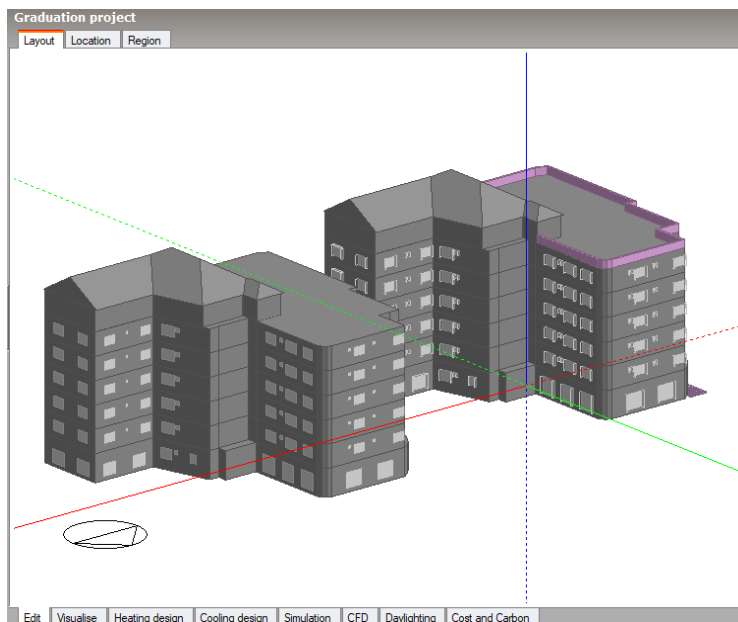 Graduation project
Layout Location Region
Edit Visualise Heating design Cooling design Simulation CFD Daylighting Cost and Carbon